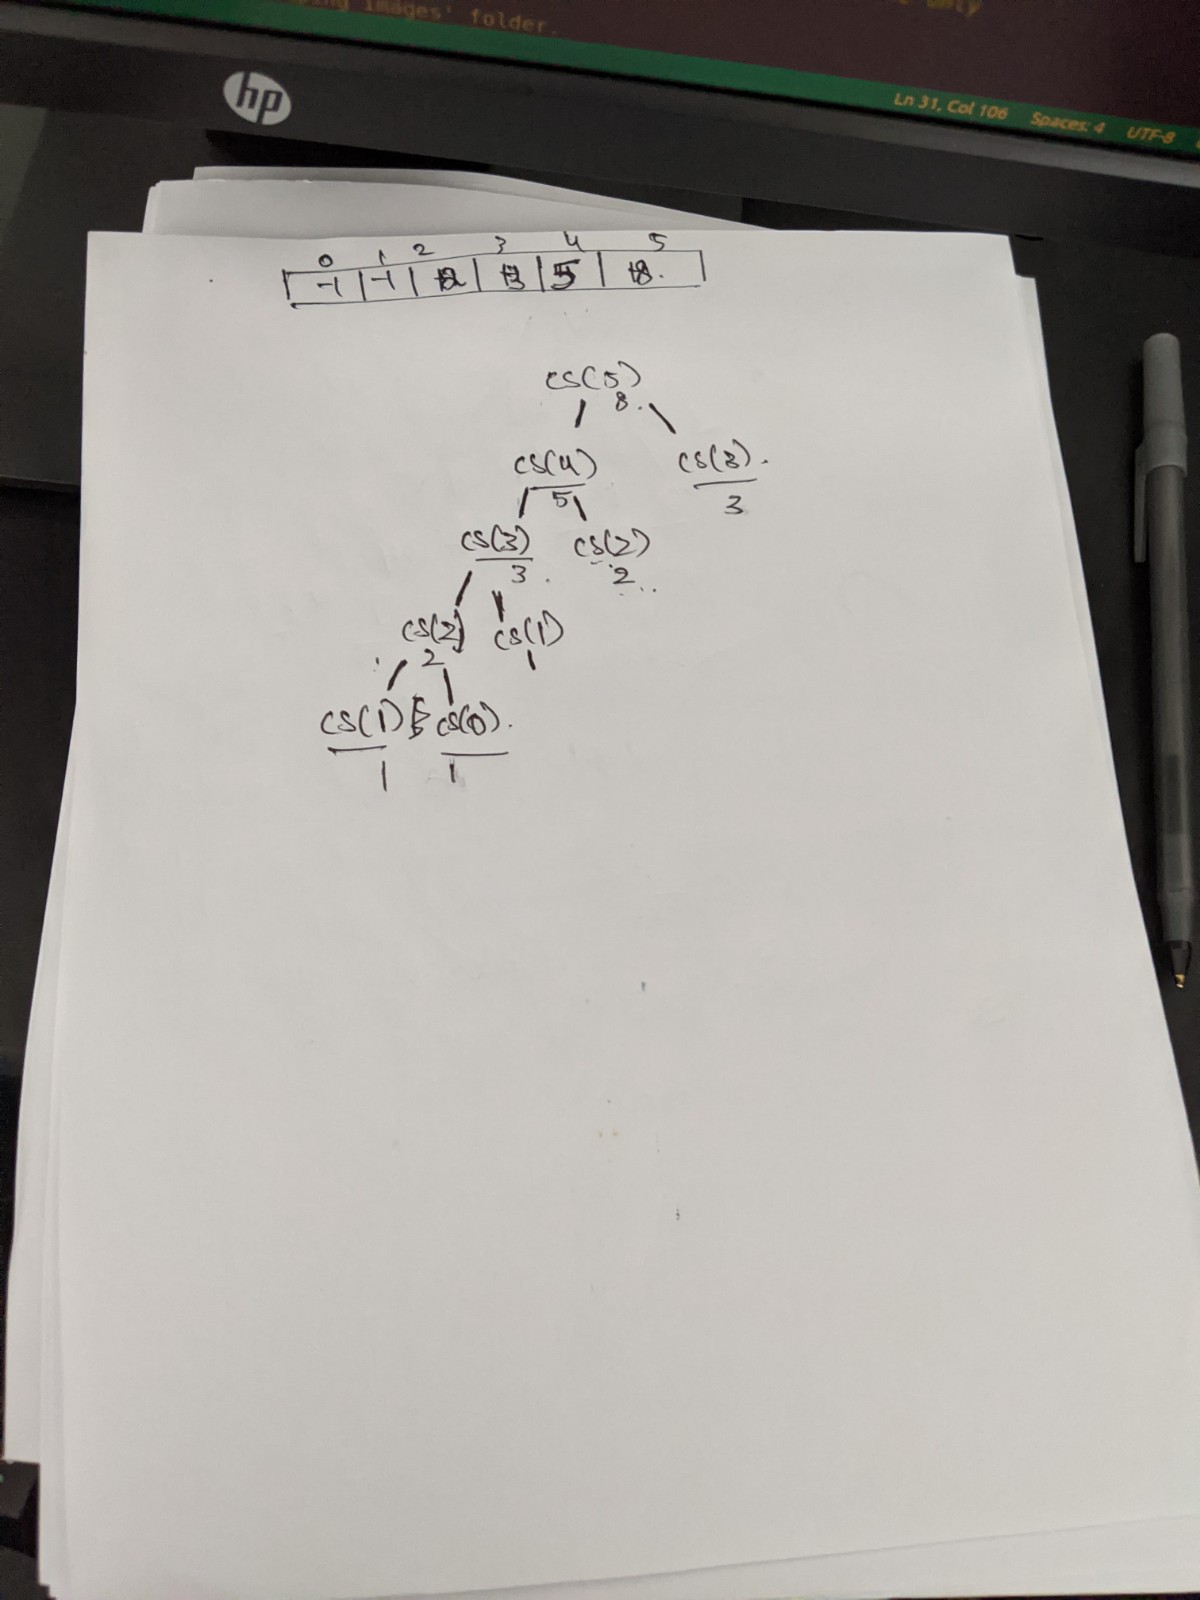 ing images' folder.
only
hp
Ln 31, Col 106 Spaces: 4 UTF-8
0 1 2 3 4 5
-1 -1 2 3 5 8.
cs(5)
8.
cs(4) cs(3).
5 3
cs(3) cs(2)
3. 2
cs(2) cs(1)
2 1
cs(1) cs(0).
1 1